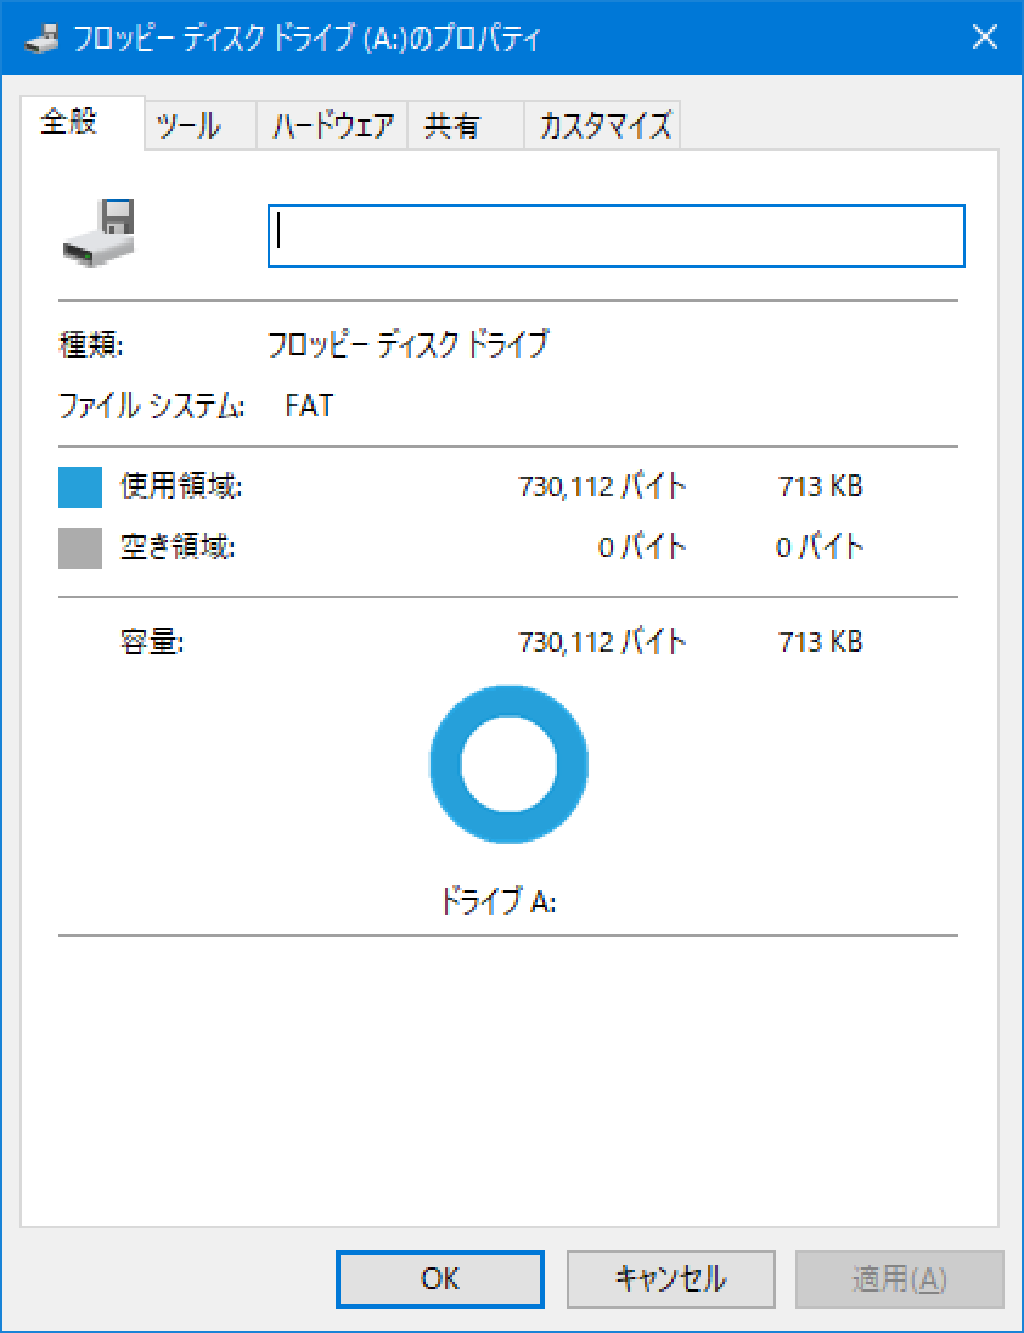 フロッピー ディスク ドライブ (A:)のプロパティ
全般 ツール ハードウェア 共有 カスタマイズ
種類: フロッピー ディスク ドライブ
ファイル システム: FAT
使用領域: 730,112 バイト 713 KB
空き領域: 0 バイト 0 バイト
容量: 730,112 バイト 713 KB
ドライブ A:
OK キャンセル 適用(A)